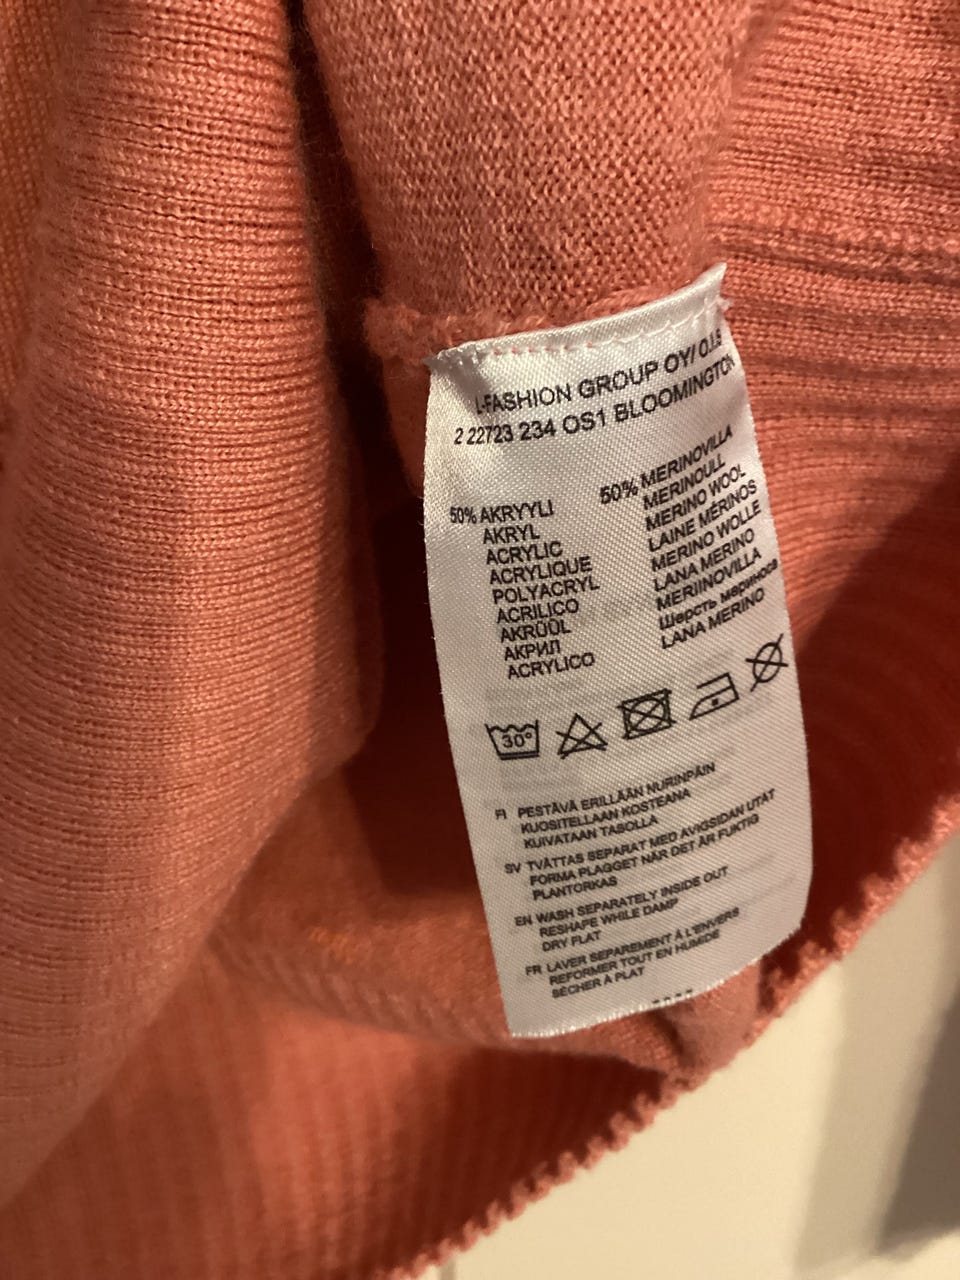 L-FASHION GROUP OY/ O.I.S
2 22723 234 OS1 BLOOMINGTON
50% AKRYYLI
AKRYL
ACRYLIC
ACRYLIQUE
POLYACRYL
ACRILICO
AKRÜÜL
АКРИЛ
ACRYLICO
50% MERINOVILLA
MERINOULL
MERINO WOOL
LAINE MÉRINOS
MERINO WOLLE
LANA MERINO
MERIINOVILLA
Шерсть мериноса
LANA MERINO
30°
FI PESTÄVÄ ERILLÄÄN NURINPÄIN
KUOSITELLAAN KOSTEANA
KUIVATAAN TASOLLA
SV TVÄTTAS SEPARAT MED AVIGSIDAN UTÅT
FORMA PLAGGET NÄR DET ÄR FUKTIG
PLANTORKAS
EN WASH SEPARATELY INSIDE OUT
RESHAPE WHILE DAMP
DRY FLAT
FR LAVER SEPAREMENT À L'ENVERS
REFORMER TOUT EN HUMIDE
SÈCHER À PLAT